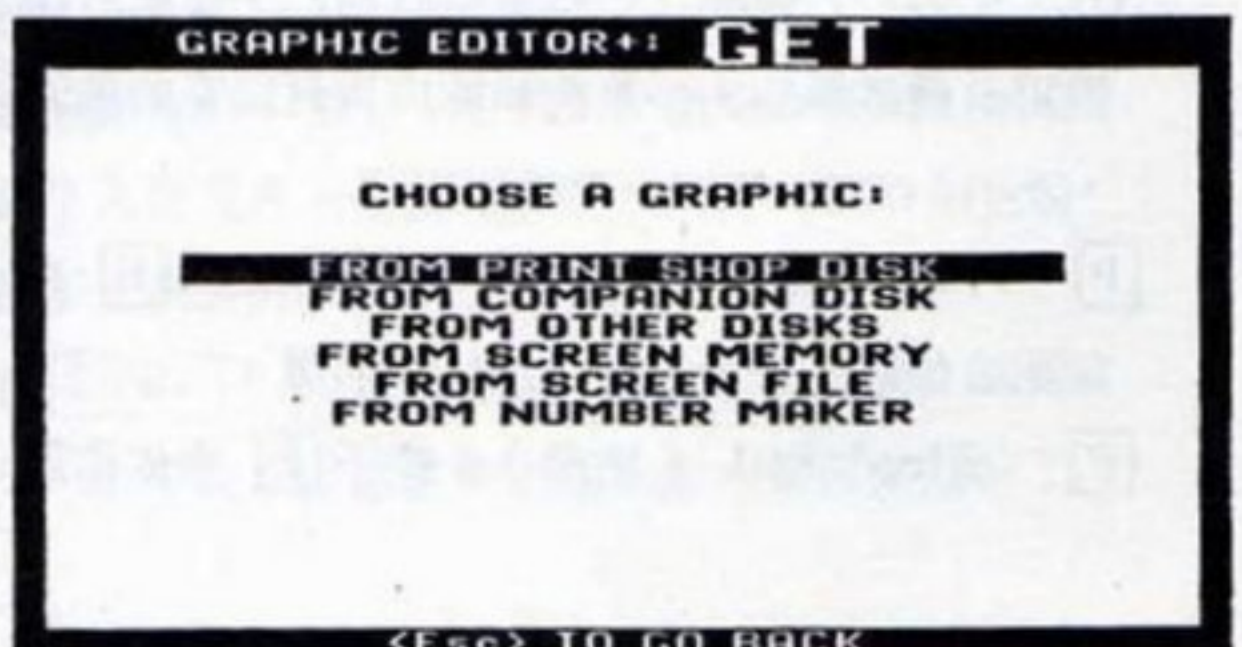 GRAPHIC EDITOR+: GET
CHOOSE A GRAPHIC:
FROM PRINT SHOP DISK
FROM COMPANION DISK
FROM OTHER DISKS
FROM SCREEN MEMORY
FROM SCREEN FILE
FROM NUMBER MAKER
<Esc> TO GO BACK